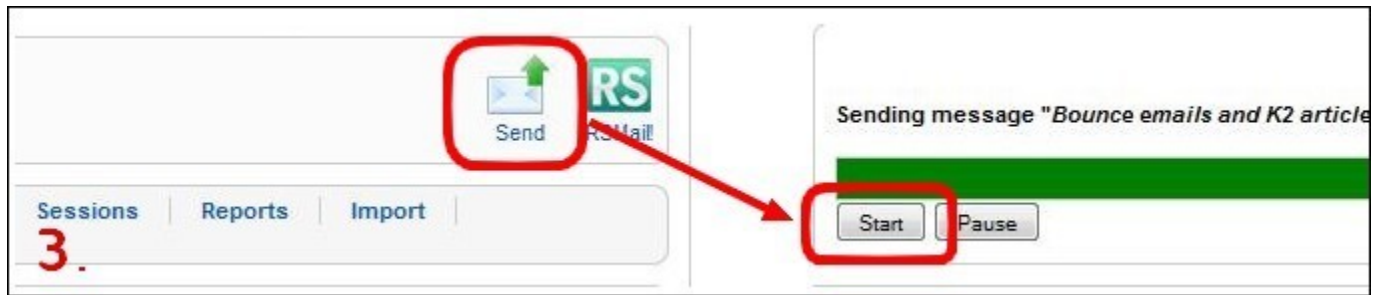 RS
Send RSMail!
Sending message "Bounce emails and K2 article
Sessions Reports Import
3.
Start Pause